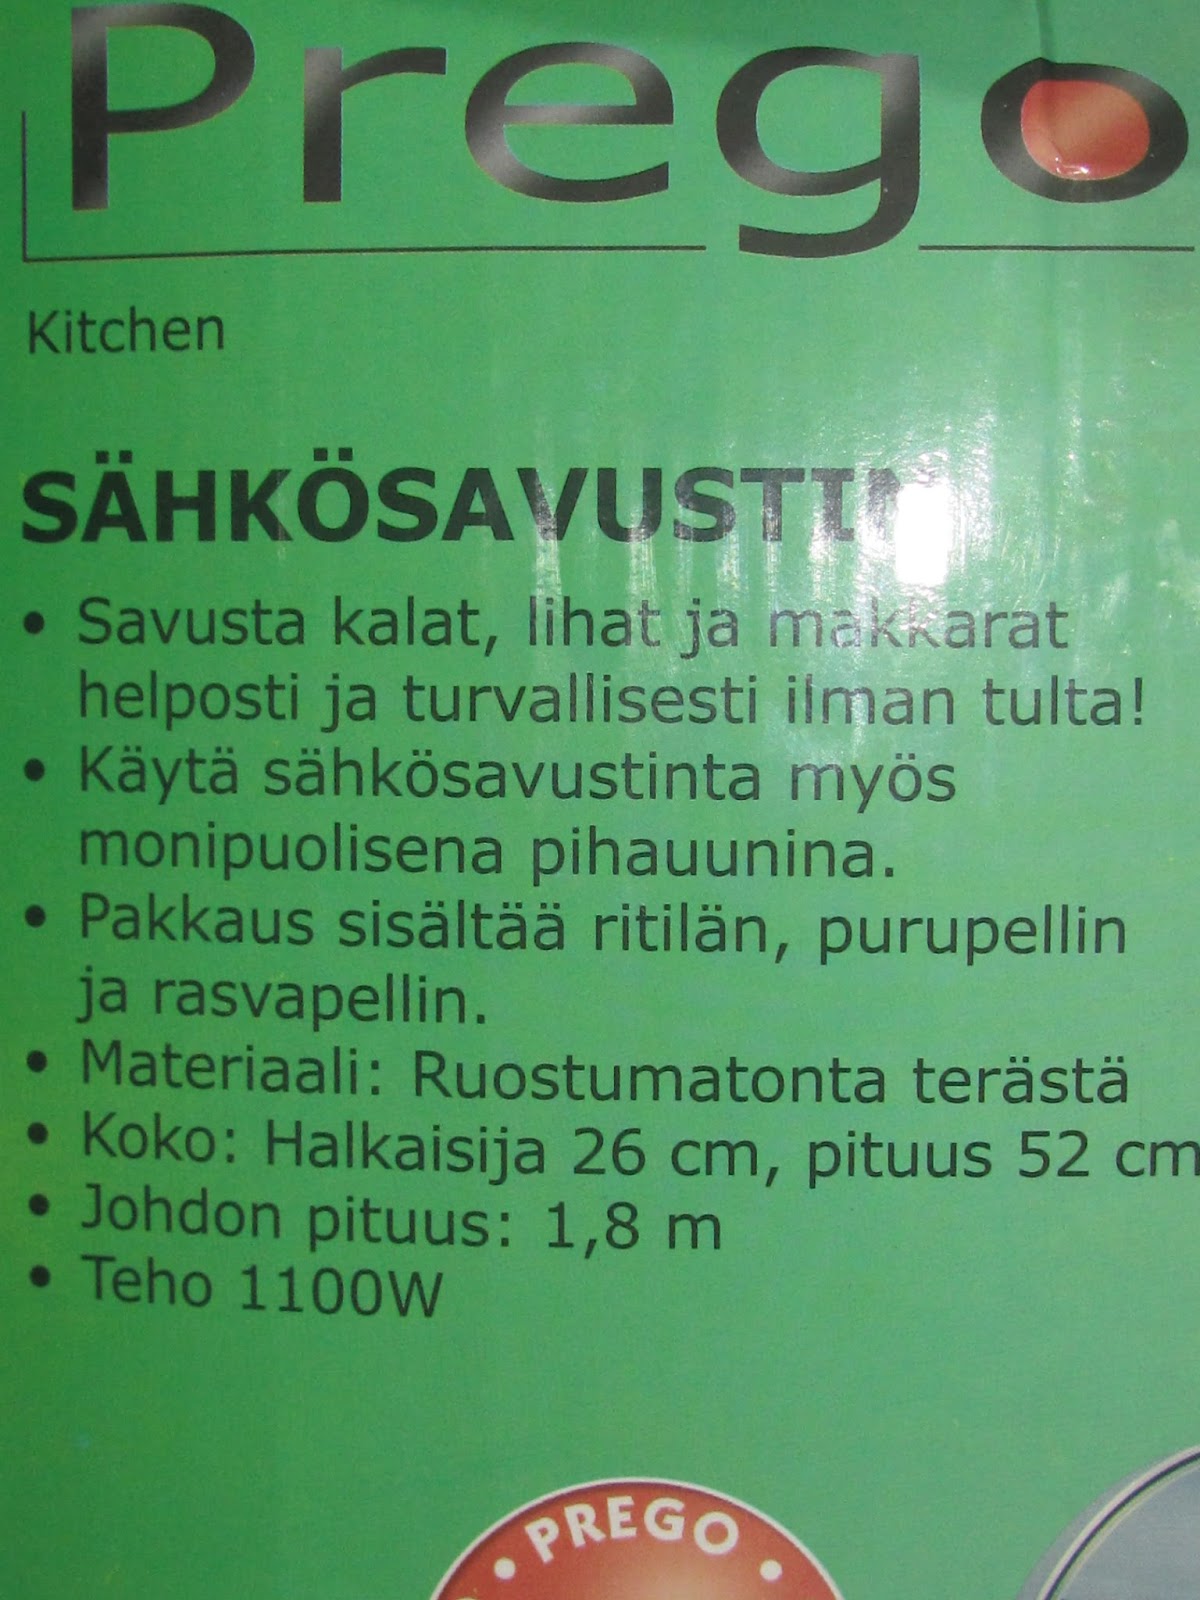 Prego
Kitchen
SÄHKÖSAVUSTIN
• Savusta kalat, lihat ja makkarat
helposti ja turvallisesti ilman tulta!
• Käytä sähkösavustinta myös
monipuolisena pihauunina.
• Pakkaus sisältää ritilän, purupellin
ja rasvapellin.
• Materiaali: Ruostumatonta terästä
• Koko: Halkaisija 26 cm, pituus 52 cm
• Johdon pituus: 1,8 m
• Teho 1100W
• PREGO •